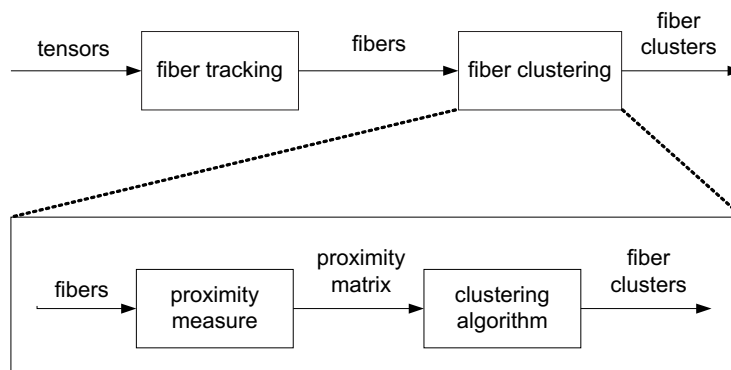 tensors
fiber tracking
fibers
fiber clustering
fiber
clusters
fibers
proximity
measure
proximity
matrix
clustering
algorithm
fiber
clusters